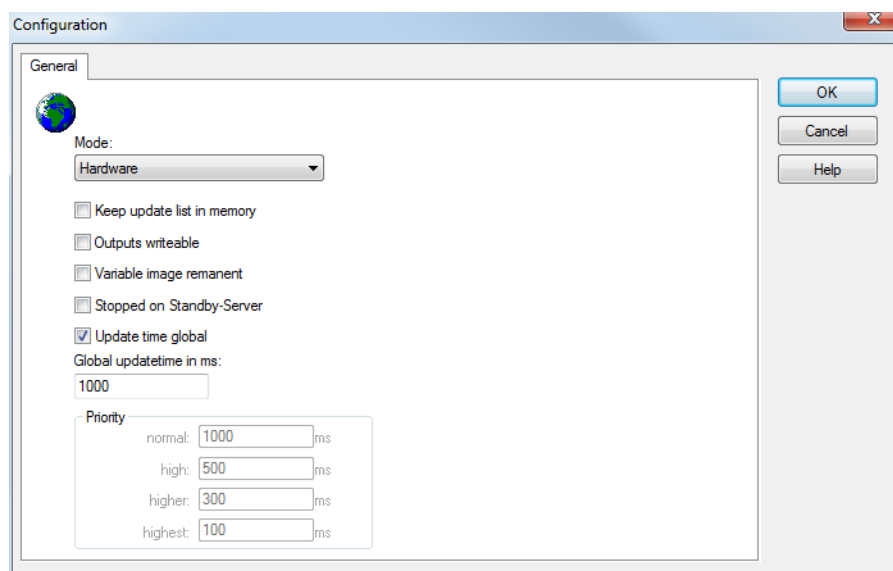 Configuration
X
General
OK
Cancel
Help
Mode:
Hardware
Keep update list in memory
Outputs writeable
Variable image remanent
Stopped on Standby-Server
Update time global
Global updatetime in ms:
1000
Priority
normal: 1000 ms
high: 500 ms
higher: 300 ms
highest: 100 ms